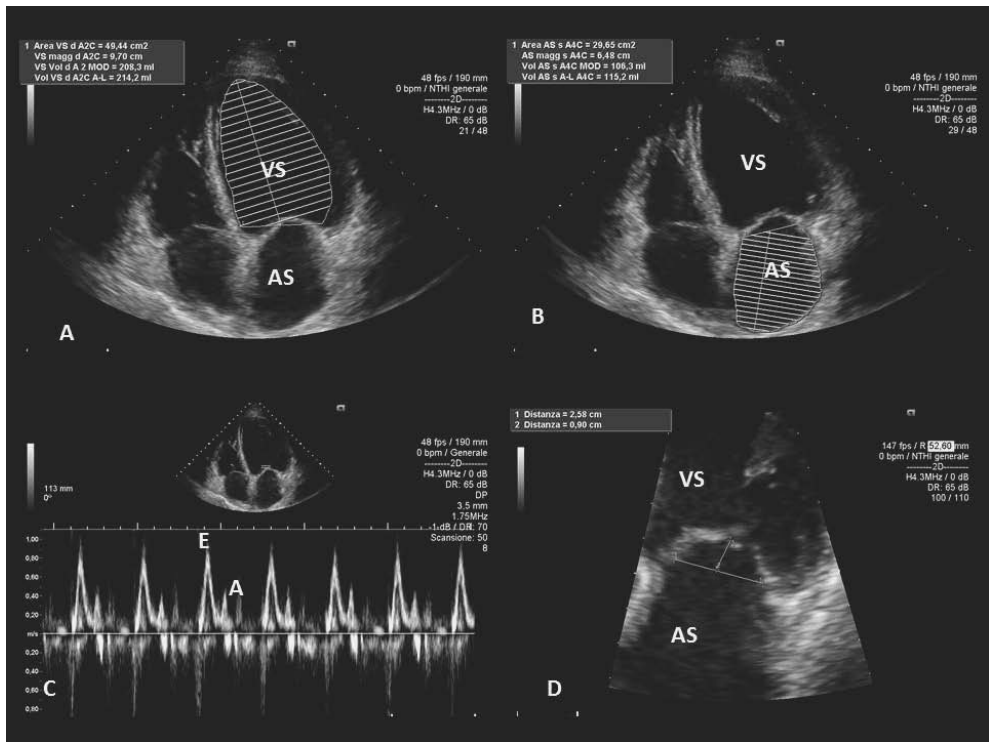 1 Area VS d A2C = 49,44 cm2
VS magg d A2C = 9,70 cm
VS Vol d A 2 MOD = 208,3 ml
Vol VS d A2C A-L = 214,2 ml
48 fps / 190 mm
0 bpm / NTHI generale
--------2D--------
H4.3MHz / 0 dB
DR: 65 dB
21 / 48
VS
AS
A
1 Area AS s A4C = 29,65 cm2
AS magg s A4C = 6,48 cm
Vol AS s A4C MOD = 106,3 ml
Vol AS s A-L A4C = 115,2 ml
48 fps / 190 mm
0 bpm / NTHI generale
--------2D--------
H4.3MHz / 0 dB
DR: 65 dB
29 / 48
VS
AS
B
48 fps / 190 mm
0 bpm / Generale
--------2D--------
H4.3MHz / 0 dB
DR: 65 dB
DP
3,5 mm
1.75MHz
-1 dB / DR: 70
Scansione: 50
8
113 mm
0°
E
A
1,00
0,80
0,60
0,40
0,20
m/s
0,20
0,40
0,60
0,80
C
1 Distanza = 2,58 cm
2 Distanza = 0,90 cm
147 fps / R 52,60 mm
0 bpm / NTHI generale
--------2D--------
H4.3MHz / 0 dB
DR: 65 dB
100 / 110
VS
AS
D